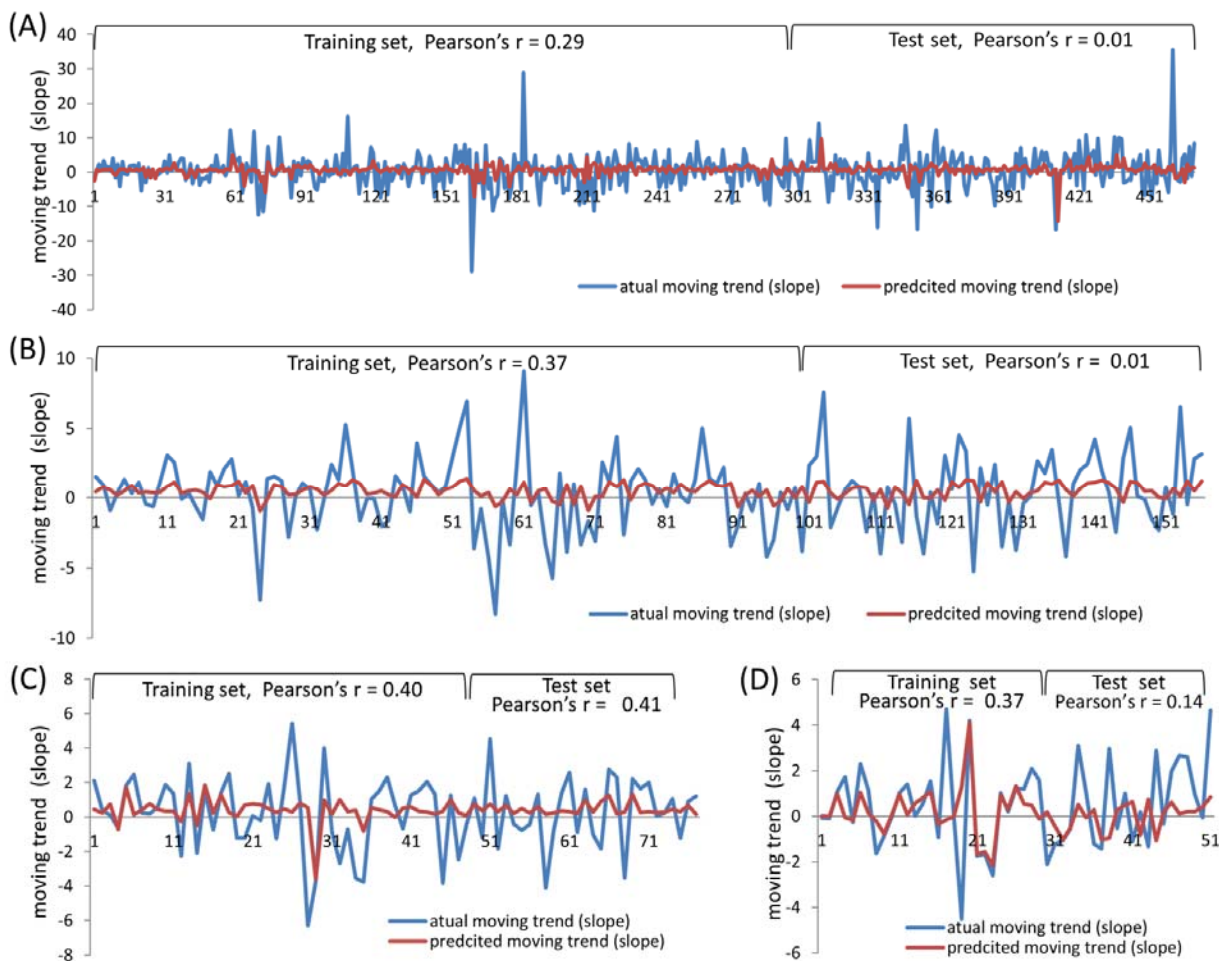 (A)
Training set, Pearson's r = 0.29
Test set, Pearson's r = 0.01
moving trend (slope)
40
30
20
10
0
-10
-20
-30
-40
1 31 61 91 121 151 181 211 241 271 301 331 361 391 421 451
atual moving trend (slope) predcited moving trend (slope)
(B)
Training set, Pearson's r = 0.37
Test set, Pearson's r = 0.01
moving trend (slope)
10
5
0
-5
-10
1 11 21 31 41 51 61 71 81 91 101 111 121 131 141 151
atual moving trend (slope) predcited moving trend (slope)
(C)
Training set, Pearson's r = 0.40
Test set
Pearson's r = 0.41
moving trend (slope)
8
6
4
2
0
-2
-4
-6
-8
1 11 21 31 41 51 61 71
atual moving trend (slope)
predcited moving trend (slope)
(D)
Training set
Pearson's r = 0.37
Test set
Pearson's r = 0.14
moving trend (slope)
6
4
2
0
-2
-4
-6
1 11 21 31 41 51
atual moving trend (slope)
predcited moving trend (slope)